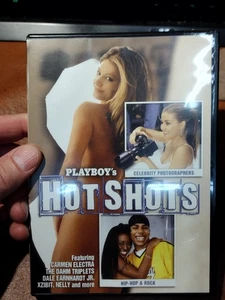 PLAYBOY's
CELEBRITY PHOTOGRAPHERS
HOT SHOTS
Featuring
CARMEN ELECTRA
THE DAHM TRIPLETS
DALE EARNHARDT JR.
XZIBIT, NELLY and more
HIP-HOP & ROCK